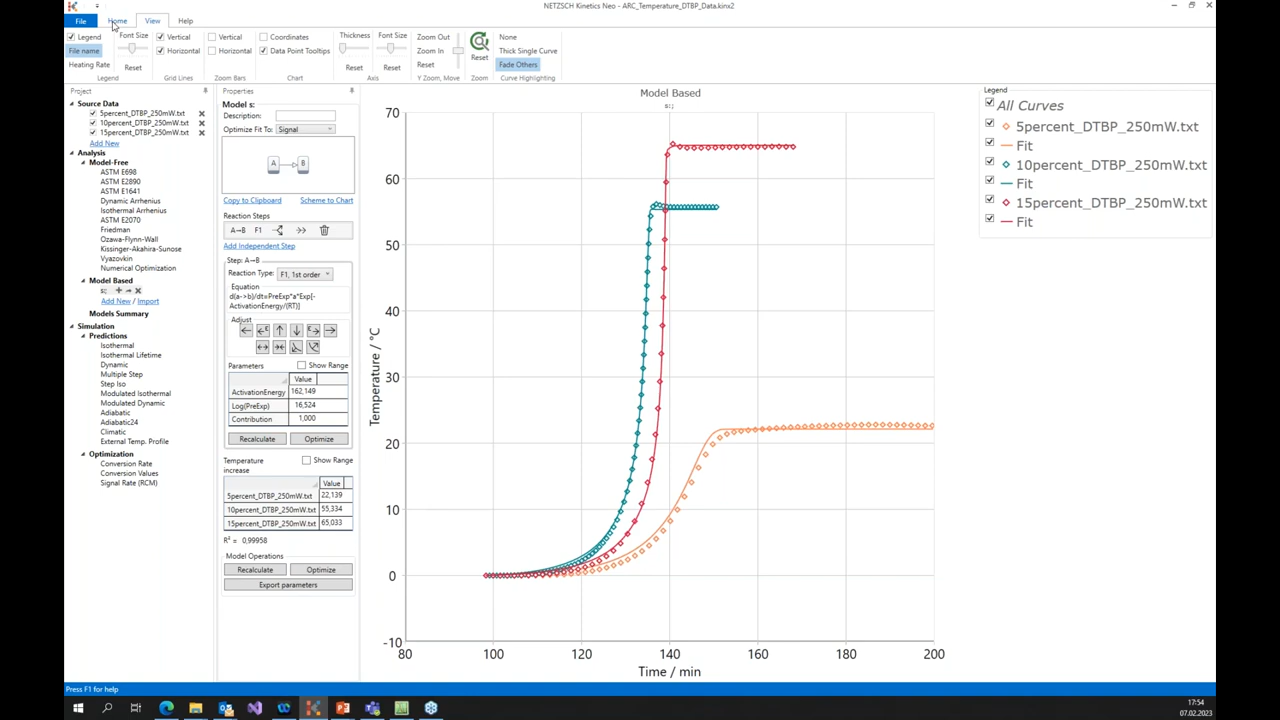 NETZSCH Kinetics Neo - ARC_Temperature_DTBP_Data.kinx2
File Home View Help
Legend Font Size Vertical Vertical Coordinates Thickness Font Size Zoom Out None
File name Horizontal Horizontal Data Point Tooltips Zoom In Reset Thick Single Curve
Heating Rate Reset Reset Reset Reset Fade Others
Legend Grid Lines Zoom Bars Chart Axis Y Zoom, Move Zoom Curve Highlighting
Project
Source Data
5percent_DTBP_250mW.txt
10percent_DTBP_250mW.txt
15percent_DTBP_250mW.txt
Add New
Analysis
Model-Free
ASTM E698
ASTM E2890
ASTM E1641
Dynamic Arrhenius
Isothermal Arrhenius
ASTM E2070
Friedman
Ozawa-Flynn-Wall
Kissinger-Akahira-Sunose
Vyazovkin
Numerical Optimization
Model Based
s:;
Add New / Import
Models Summary
Simulation
Predictions
Isothermal
Isothermal Lifetime
Dynamic
Multiple Step
Step Iso
Modulated Isothermal
Modulated Dynamic
Adiabatic
Adiabatic24
Climatic
External Temp. Profile
Optimization
Conversion Rate
Conversion Values
Signal Rate (RCM)
Properties
Model s:
Description:
Optimize Fit To: Signal
A B
Copy to Clipboard Scheme to Chart
Reaction Steps
A→B F1
Add Independent Step
Step: A→B
Reaction Type: F1, 1st order
Equation
d(a->b)/dt=PreExp*a*Exp[-
ActivationEnergy/(RT)]
Adjust
Parameters Show Range
Value
ActivationEnergy 162,149
Log(PreExp) 16,524
Contribution 1,000
Recalculate Optimize
Temperature increase Show Range
Value
5percent_DTBP_250mW.txt 22,139
10percent_DTBP_250mW.txt 55,334
15percent_DTBP_250mW.txt 65,033
R² = 0,99958
Model Operations
Recalculate Optimize
Export parameters
Model Based
s:;
70
60
50
40
30
20
10
0
-10
Temperature / °C
80 100 120 140 160 180 200
Time / min
Legend
All Curves
5percent_DTBP_250mW.txt
Fit
10percent_DTBP_250mW.txt
Fit
15percent_DTBP_250mW.txt
Fit
Press F1 for help
17:54
07.02.2023